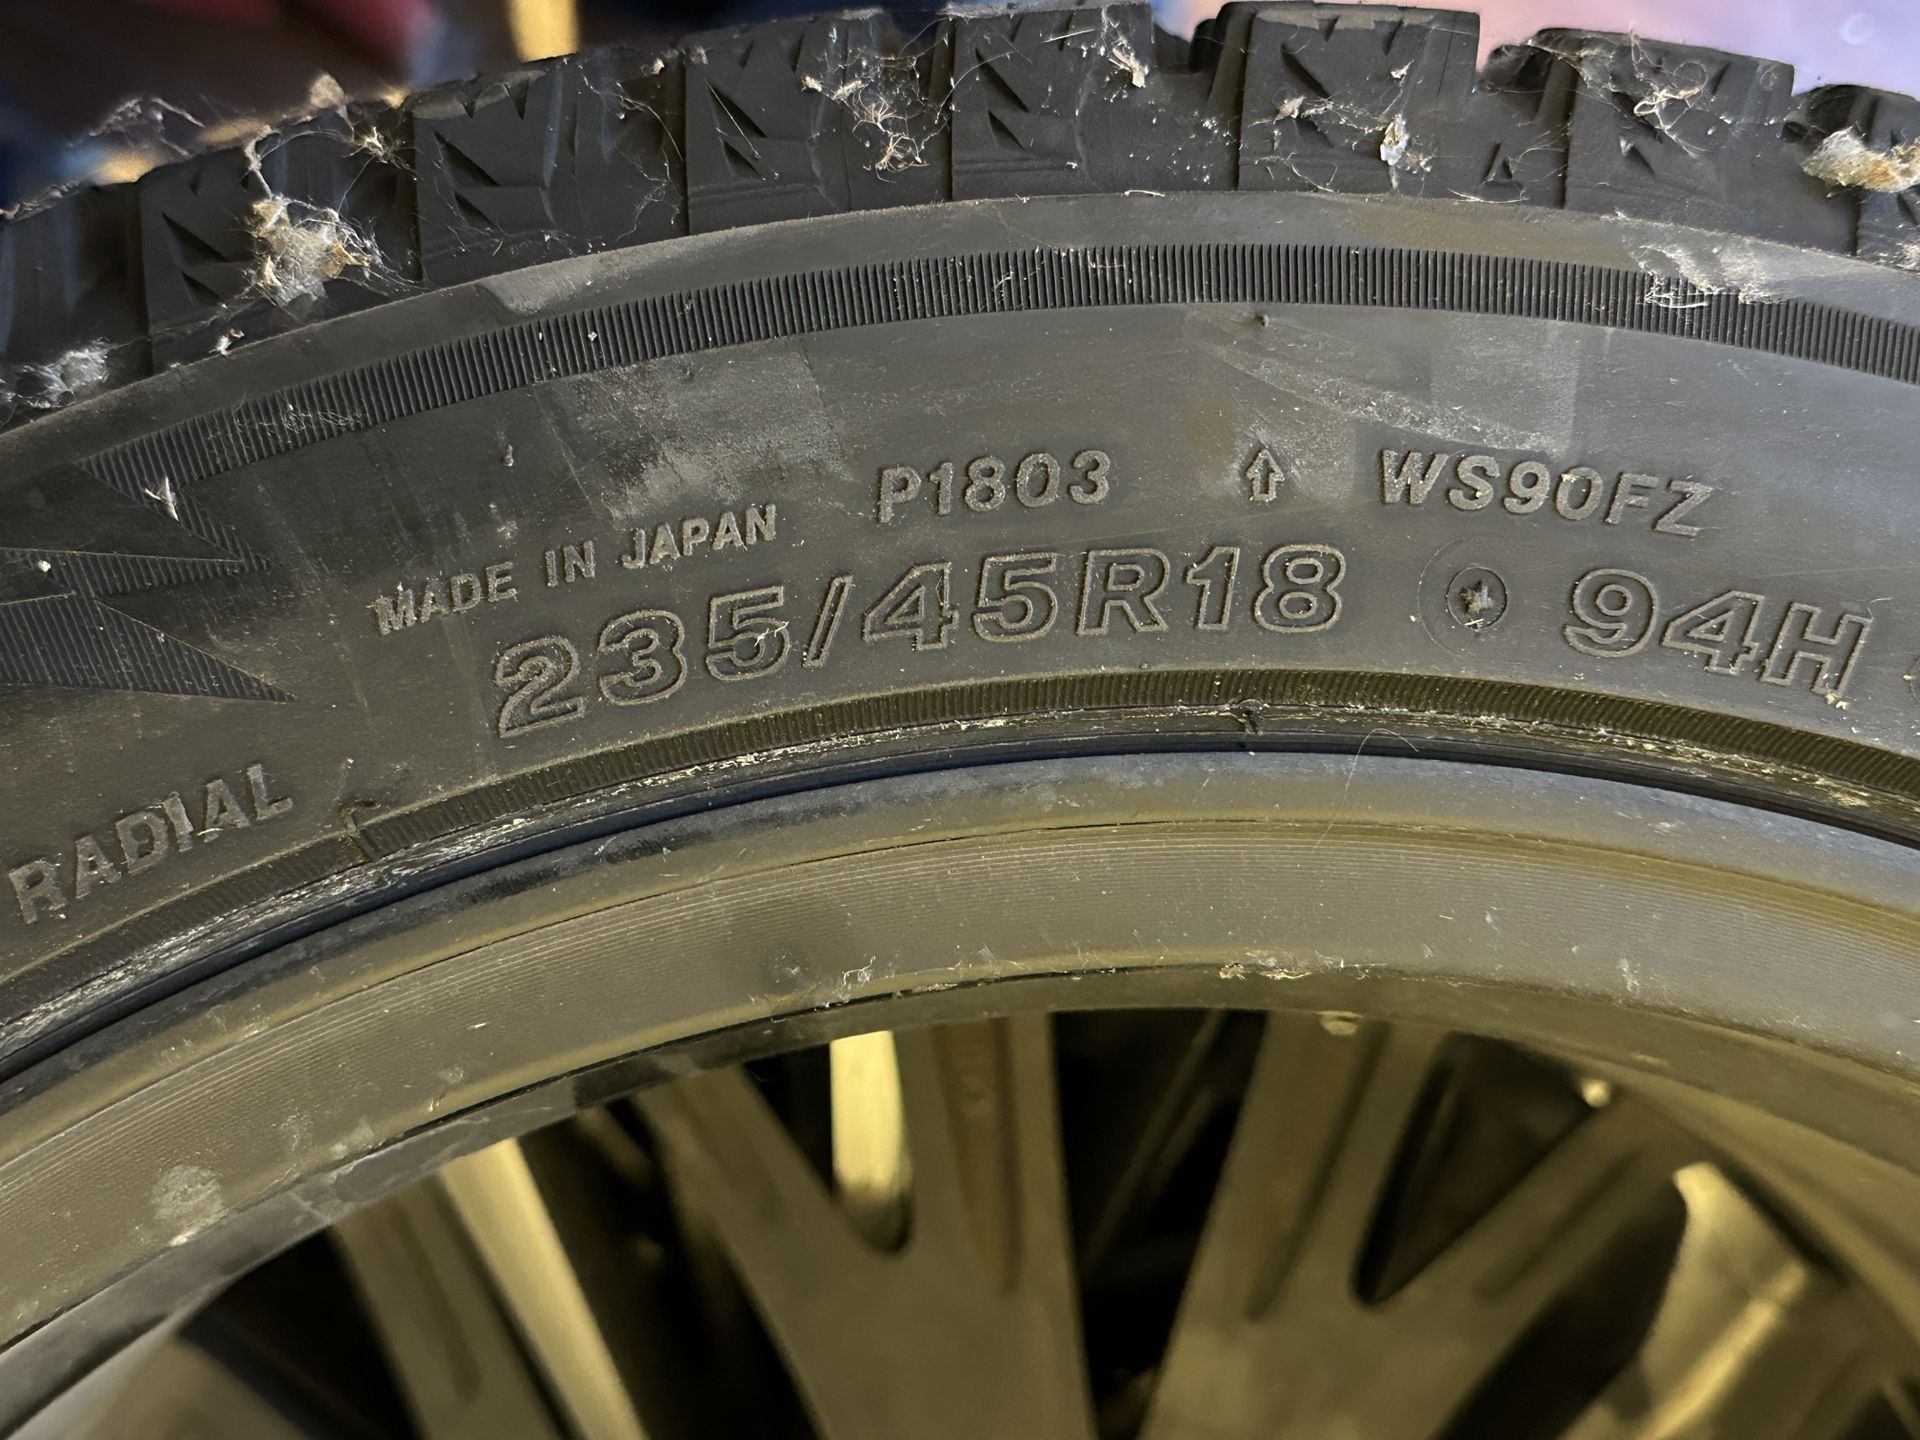 P1803 ↑ WS90FZ
MADE IN JAPAN
235/45R18 94H
RADIAL